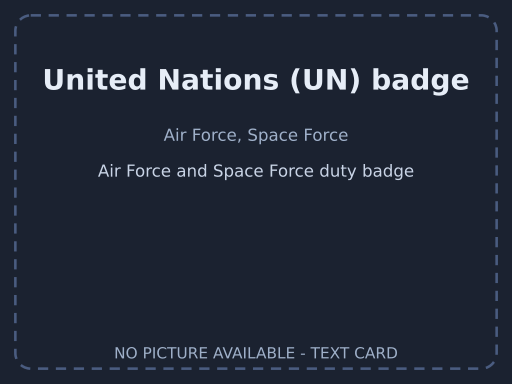 United Nations (UN) badge
Air Force, Space Force
Air Force and Space Force duty badge
NO PICTURE AVAILABLE - TEXT CARD